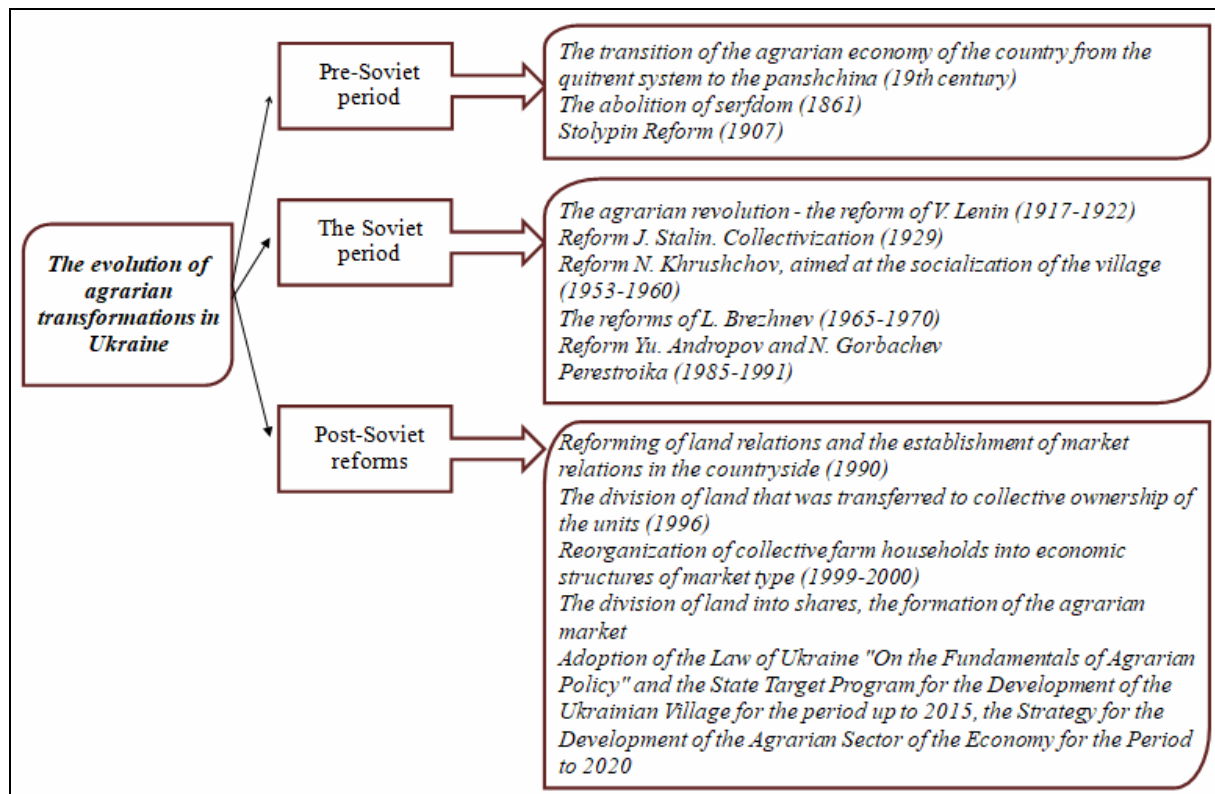 The evolution of
agrarian
transformations in
Ukraine
Pre-Soviet
period
The transition of the agrarian economy of the country from the
quitrent system to the panshchina (19th century)
The abolition of serfdom (1861)
Stolypin Reform (1907)
The Soviet
period
The agrarian revolution - the reform of V. Lenin (1917-1922)
Reform J. Stalin. Collectivization (1929)
Reform N. Khrushchov, aimed at the socialization of the village
(1953-1960)
The reforms of L. Brezhnev (1965-1970)
Reform Yu. Andropov and N. Gorbachev
Perestroika (1985-1991)
Post-Soviet
reforms
Reforming of land relations and the establishment of market
relations in the countryside (1990)
The division of land that was transferred to collective ownership of
the units (1996)
Reorganization of collective farm households into economic
structures of market type (1999-2000)
The division of land into shares, the formation of the agrarian
market
Adoption of the Law of Ukraine "On the Fundamentals of Agrarian
Policy" and the State Target Program for the Development of the
Ukrainian Village for the period up to 2015, the Strategy for the
Development of the Agrarian Sector of the Economy for the Period
to 2020